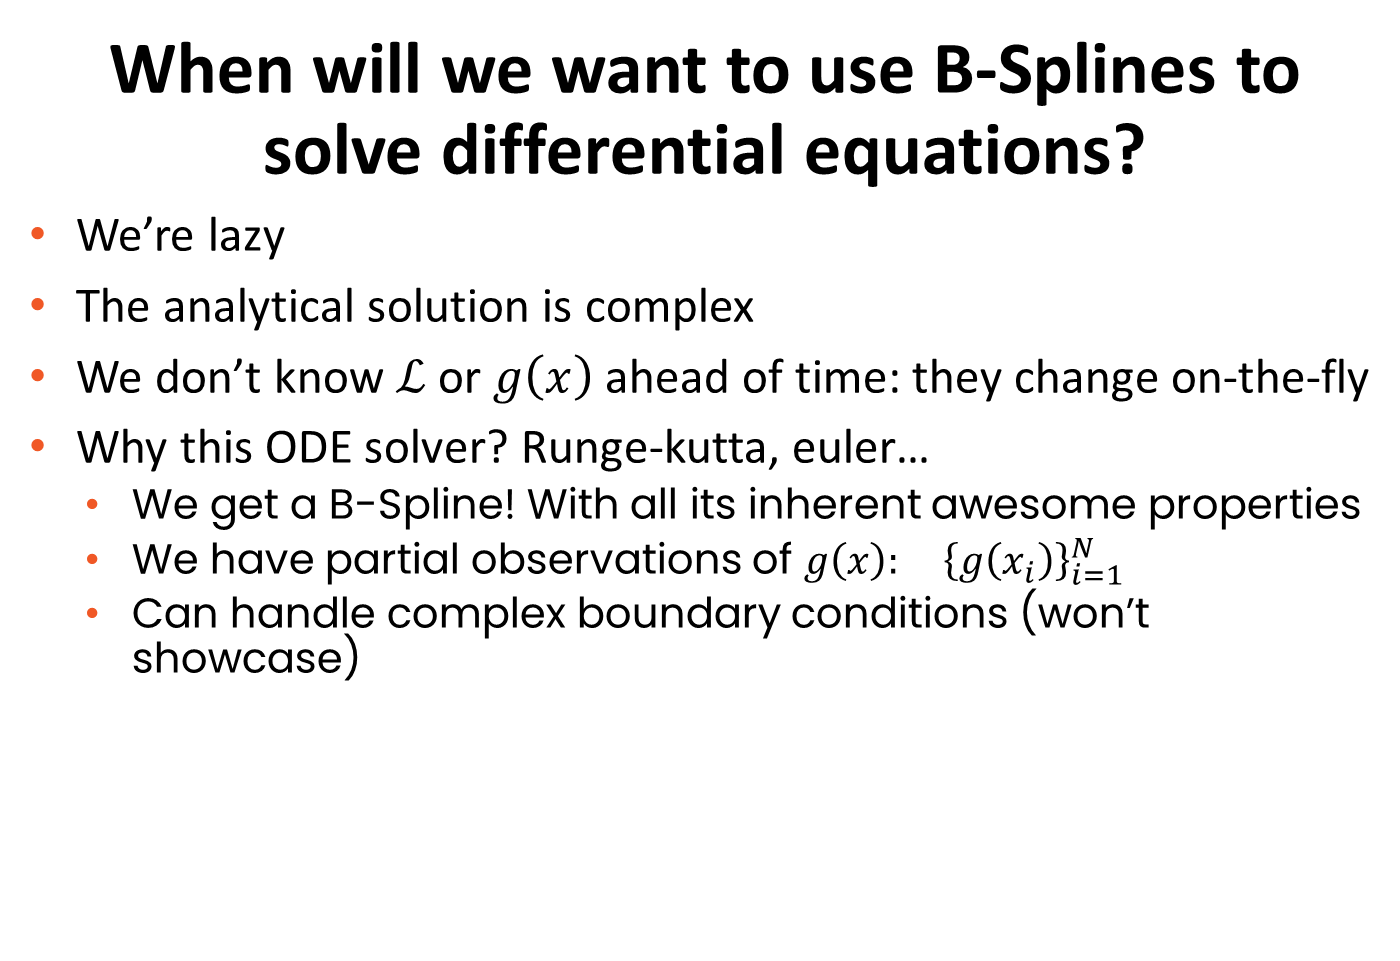 When will we want to use B-Splines to
solve differential equations?
• We’re lazy
• The analytical solution is complex
• We don’t know ℒ or 𝑔(𝑥) ahead of time: they change on-the-fly
• Why this ODE solver? Runge-kutta, euler…
• We get a B-Spline! With all its inherent awesome properties
• We have partial observations of 𝑔(𝑥): {𝑔(𝑥ᵢ)}ᵢ₌₁ᴺ
• Can handle complex boundary conditions (won’t
showcase)